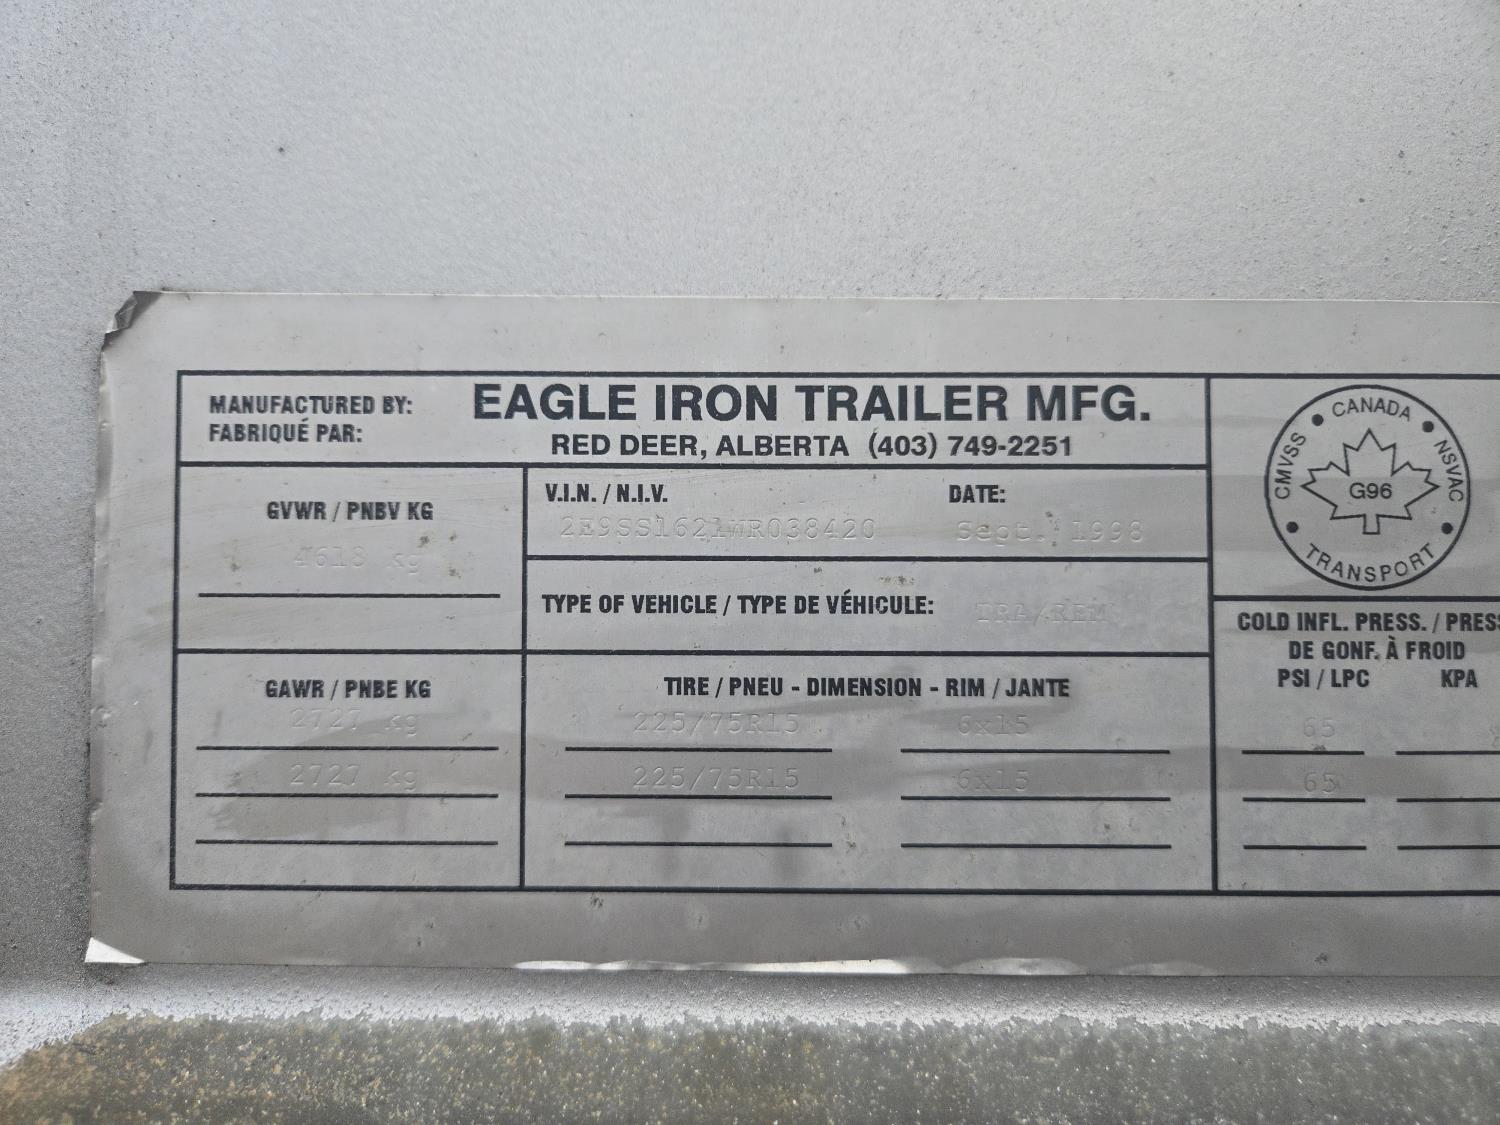 MANUFACTURED BY:
FABRIQUÉ PAR:
EAGLE IRON TRAILER MFG.
RED DEER, ALBERTA (403) 749-2251
GVWR / PNBV KG
4618 kg
V.I.N. / N.I.V.
2E9SS1621WR038420
DATE:
Sept. 1998
TYPE OF VEHICLE / TYPE DE VÉHICULE: TRA/REM
CANADA
CMVSS
NSVAC
G96
TRANSPORT
GAWR / PNBE KG
2727 kg
2727 kg
TIRE / PNEU - DIMENSION - RIM / JANTE
225/75R15 6x15
225/75R15 6x15
COLD INFL. PRESS. / PRESS
DE GONF. À FROID
PSI / LPC KPA
65
65